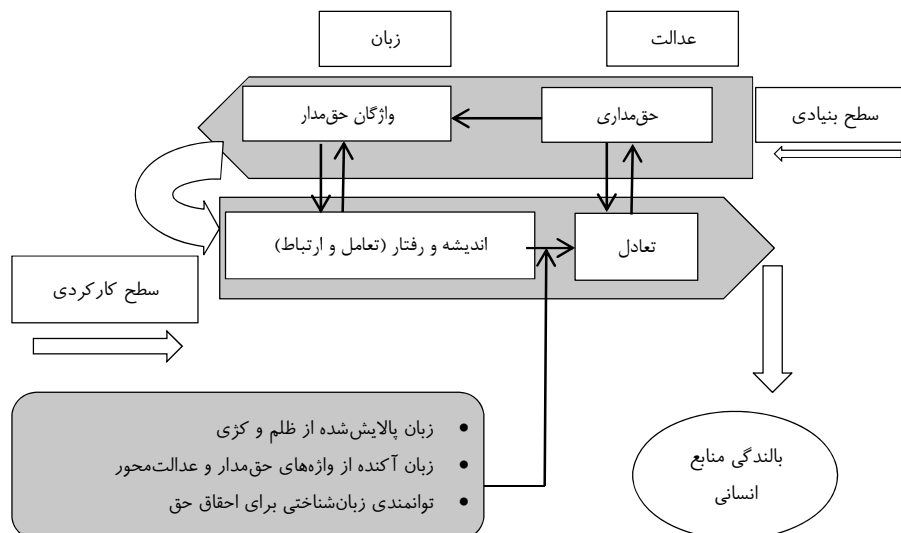 عدالت
زبان
سطح بنیادی
حق‌مداری
واژگان حق‌مدار
تعادل
اندیشه و رفتار (تعامل و ارتباط)
سطح کارکردی
• زبان پالایش‌شده از ظلم و کژی
• زبان آکنده از واژه‌های حق‌مدار و عدالت‌محور
• توانمندی زبان‌شناختی برای احقاق حق
بالندگی منابع
انسانی